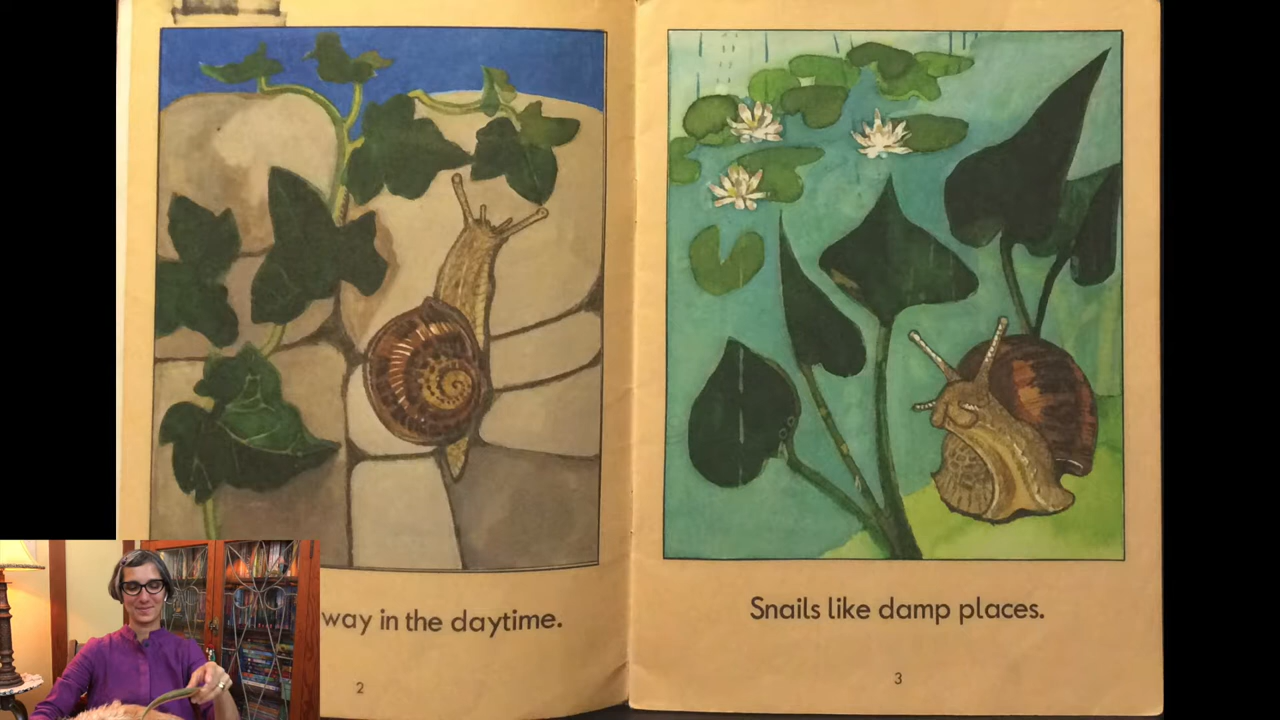 way in the daytime.
2
Snails like damp places.
3